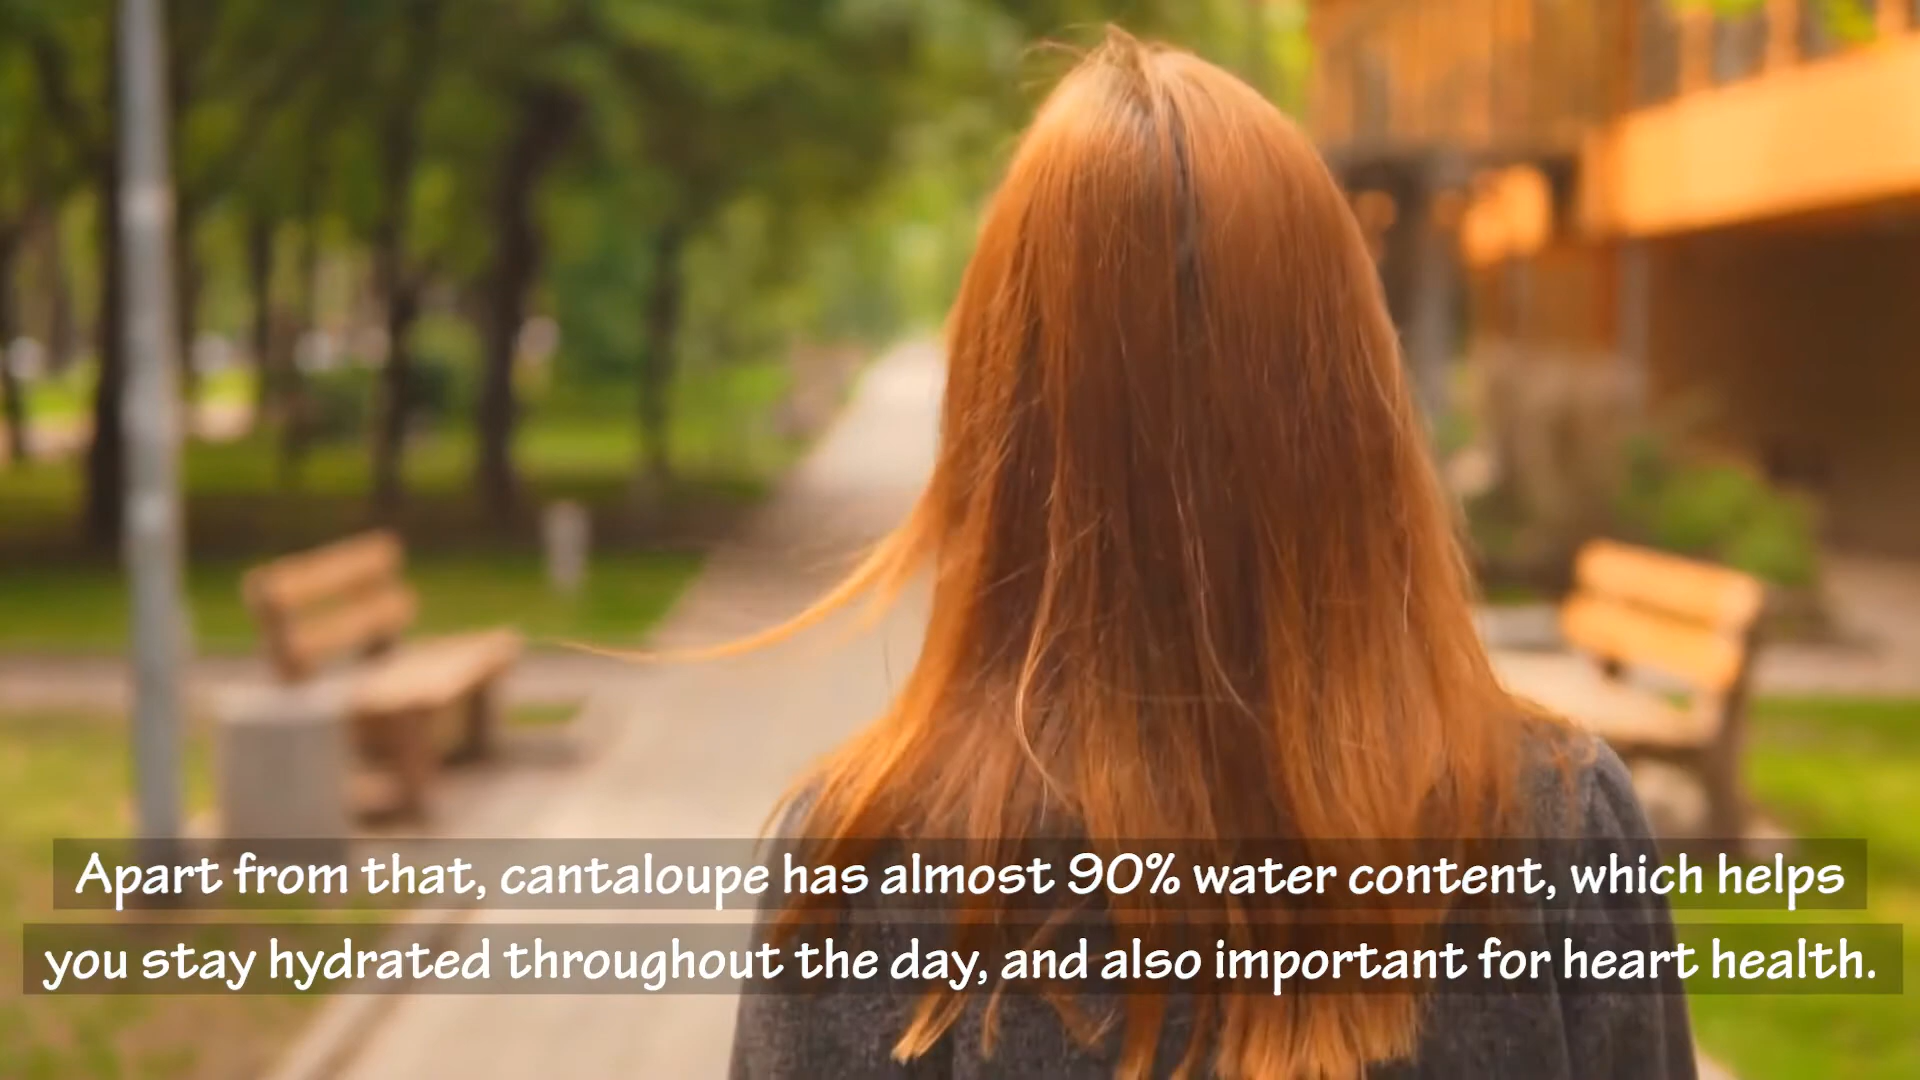 Apart from that, cantaloupe has almost 90% water content, which helps
you stay hydrated throughout the day, and also important for heart health.